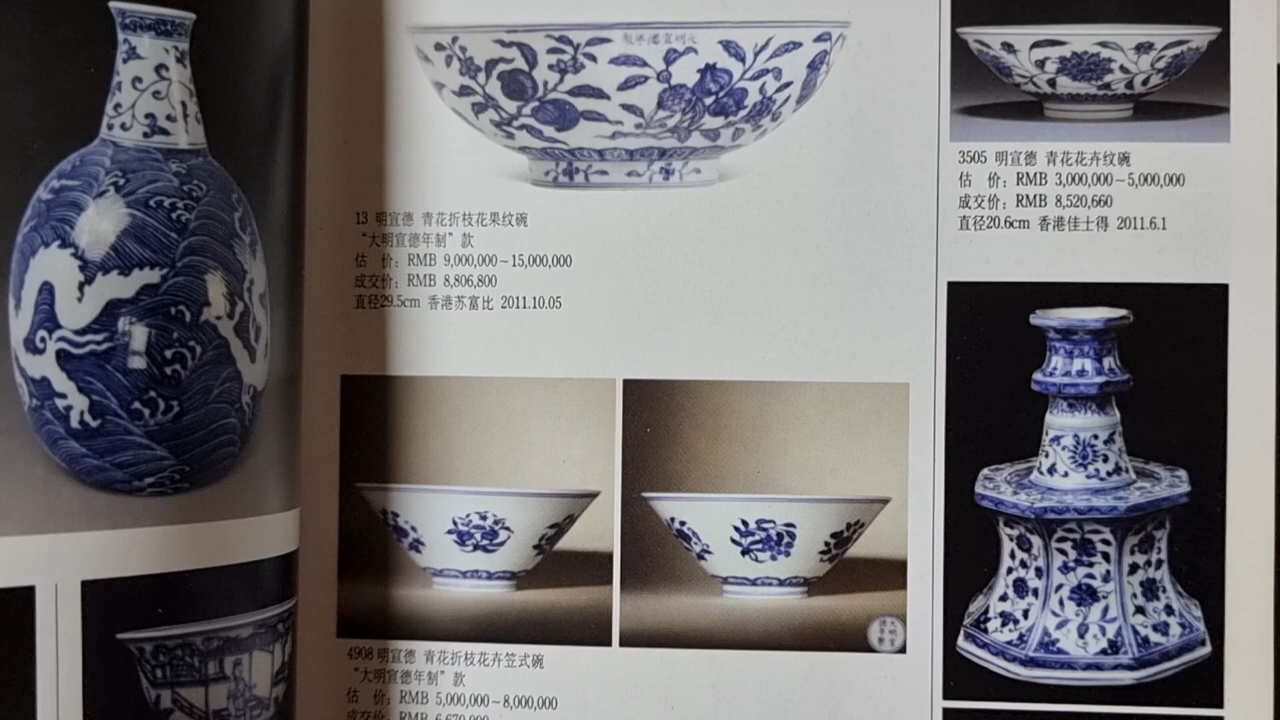 製年德宣明大
13 明宣德 青花折枝花果纹碗
“大明宣德年制”款
估 价：RMB 9,000,000~15,000,000
成交价：RMB 8,806,800
直径29.5cm 香港苏富比 2011.10.05
4908 明宣德 青花折枝花卉笠式碗
“大明宣德年制”款
估 价：RMB 5,000,000~8,000,000
3505 明宣德 青花花卉纹碗
估 价：RMB 3,000,000~5,000,000
成交价：RMB 8,520,660
直径20.6cm 香港佳士得 2011.6.1